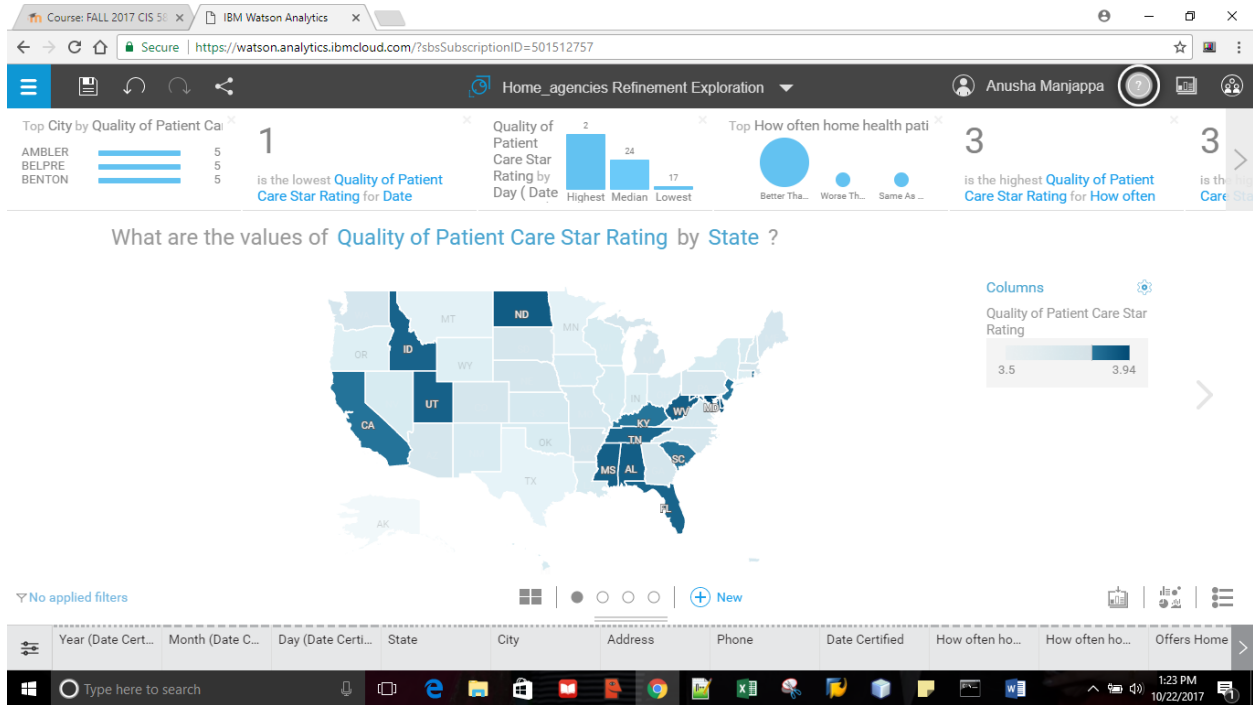 Course: FALL 2017 CIS 58
IBM Watson Analytics
Secure | https://watson.analytics.ibmcloud.com/?sbsSubscriptionID=501512757
Home_agencies Refinement Exploration
Anusha Manjappa
?
Top City by Quality of Patient Ca
AMBLER 5
BELPRE 5
BENTON 5
1
is the lowest Quality of Patient
Care Star Rating for Date
Quality of
Patient
Care Star
Rating by
Day ( Date
2
24
17
Highest Median Lowest
Top How often home health pati
Better Tha... Worse Th... Same As ...
3
is the highest Quality of Patient
Care Star Rating for How often
3
is the hig
Care Sta
What are the values of Quality of Patient Care Star Rating by State ?
MT
ND
MN
OR
ID
WY
UT
CA
IN
WV
MD
KY
TN
OK
SC
MS
AL
TX
FL
AK
Columns
Quality of Patient Care Star
Rating
3.5 3.94
No applied filters
New
Year (Date Cert... Month (Date C... Day (Date Certi... State City Address Phone Date Certified How often ho... How often ho... Offers Home
Type here to search
1:23 PM
10/22/2017